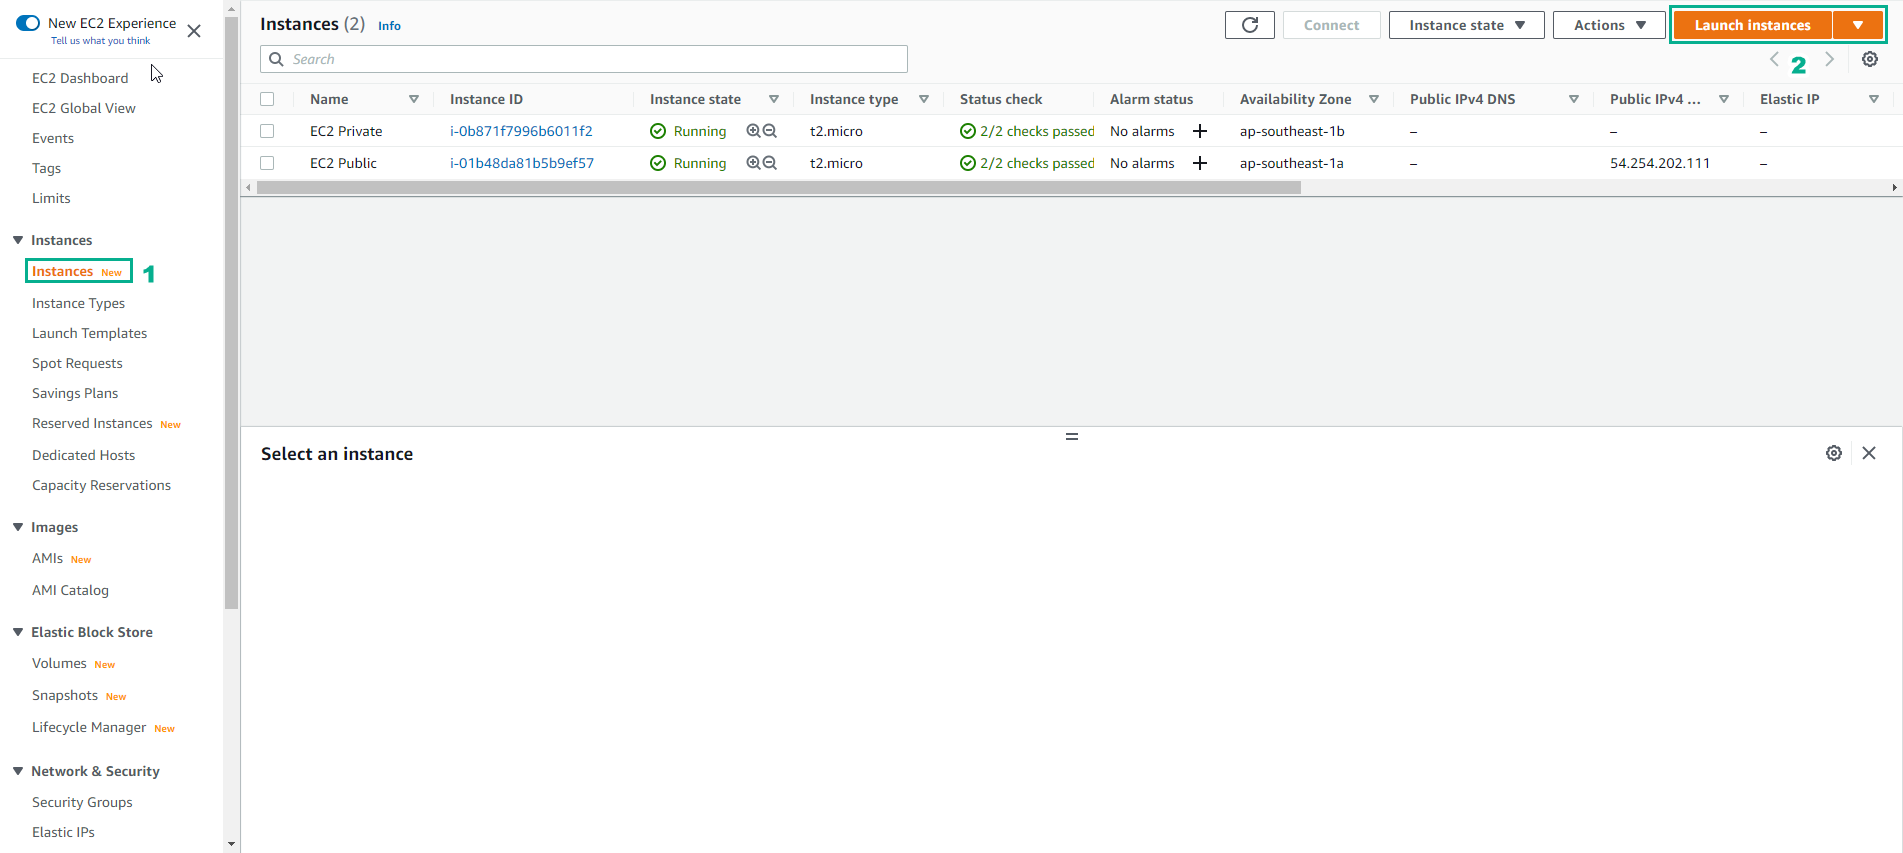 New EC2 Experience
Tell us what you think
EC2 Dashboard
EC2 Global View
Events
Tags
Limits
Instances
Instances New 1
Instance Types
Launch Templates
Spot Requests
Savings Plans
Reserved Instances New
Dedicated Hosts
Capacity Reservations
Images
AMIs New
AMI Catalog
Elastic Block Store
Volumes New
Snapshots New
Lifecycle Manager New
Network & Security
Security Groups
Elastic IPs
Instances (2) Info
Connect Instance state Actions Launch instances
Search
2
Name Instance ID Instance state Instance type Status check Alarm status Availability Zone Public IPv4 DNS Public IPv4 ... Elastic IP
EC2 Private i-0b871f7996b6011f2 Running t2.micro 2/2 checks passed No alarms ap-southeast-1b – – –
EC2 Public i-01b48da81b5b9ef57 Running t2.micro 2/2 checks passed No alarms ap-southeast-1a – 54.254.202.111 –
Select an instance